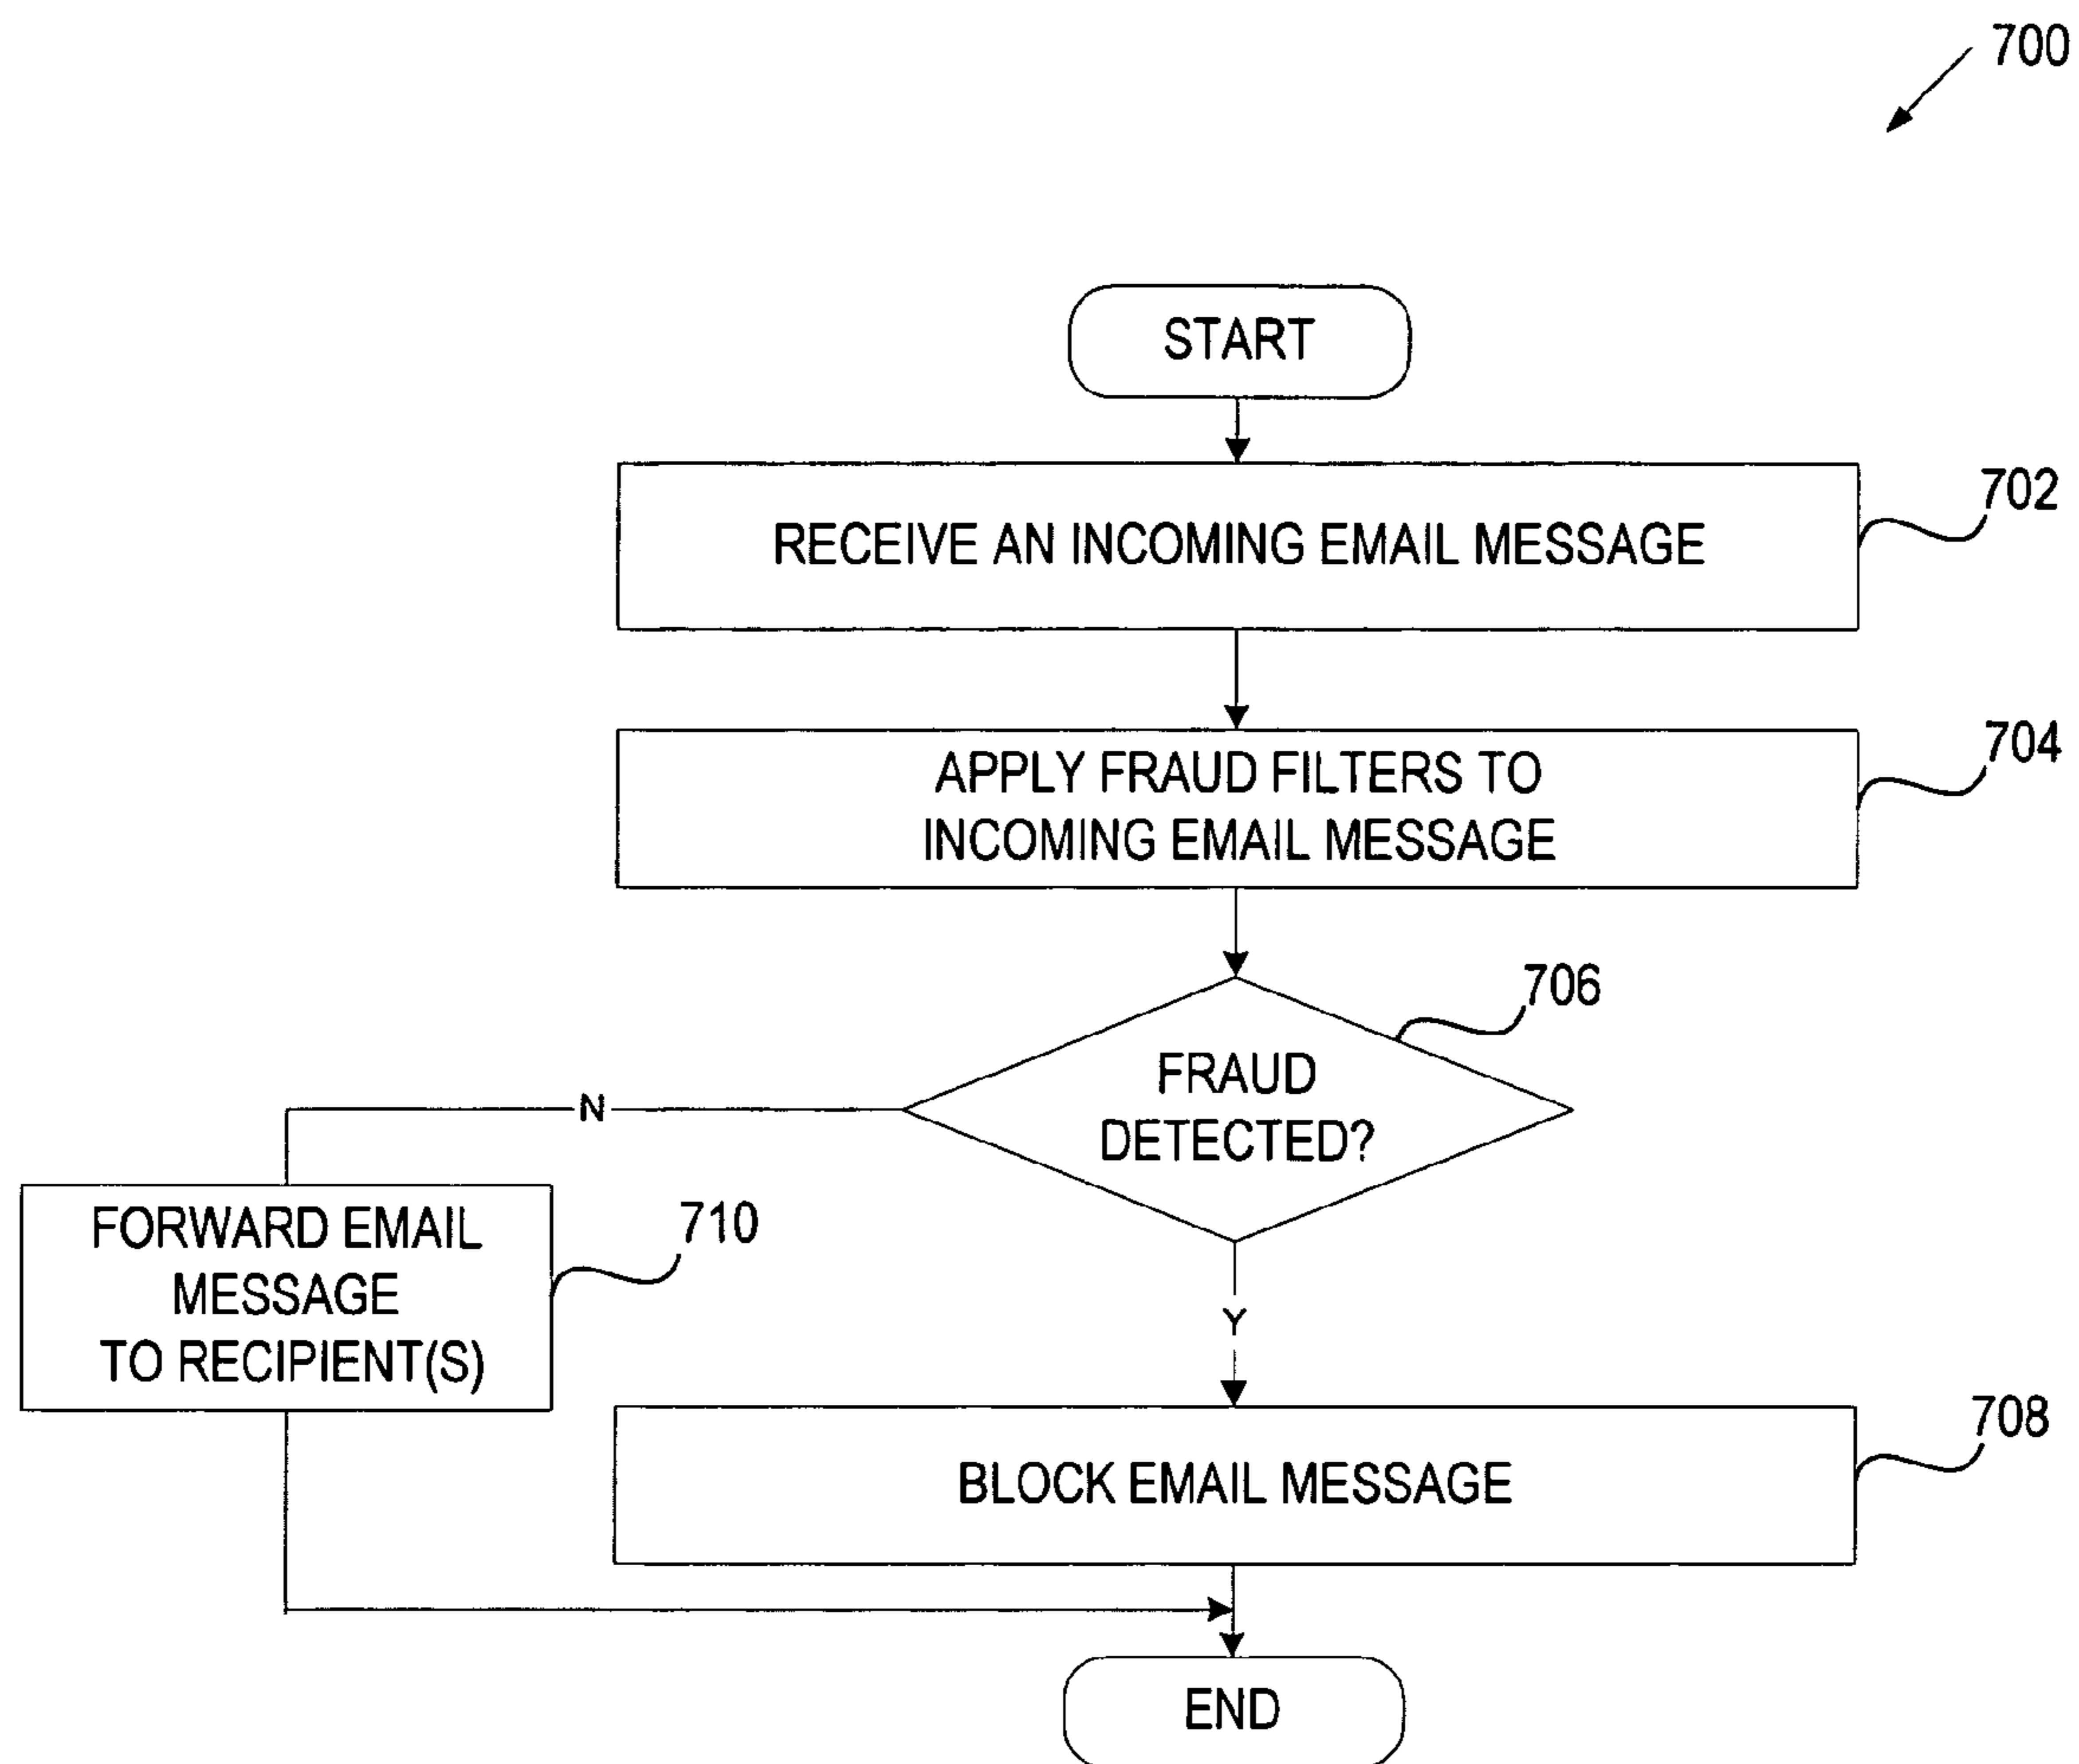 700
START
RECEIVE AN INCOMING EMAIL MESSAGE
702
APPLY FRAUD FILTERS TO
INCOMING EMAIL MESSAGE
704
FRAUD
DETECTED?
706
N
FORWARD EMAIL
MESSAGE
TO RECIPIENT(S)
710
Y
BLOCK EMAIL MESSAGE
708
END